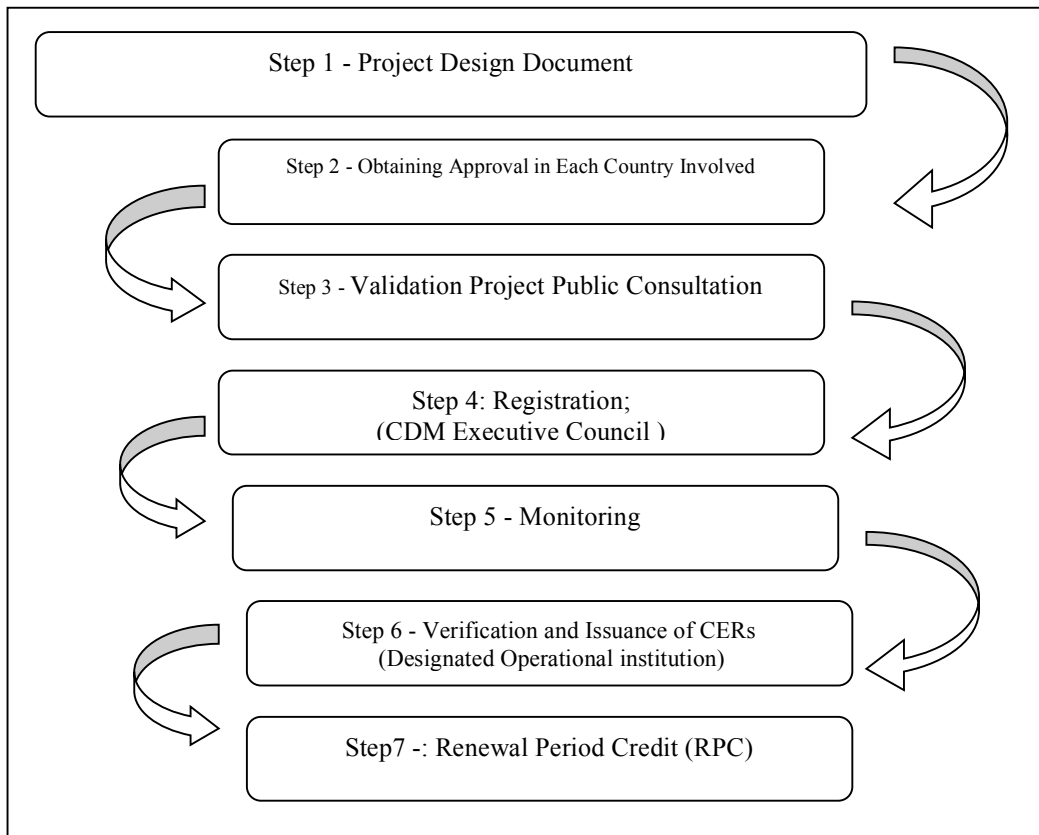 Step 1 - Project Design Document
Step 2 - Obtaining Approval in Each Country Involved
Step 3 - Validation Project Public Consultation
Step 4: Registration;
(CDM Executive Council )
Step 5 - Monitoring
Step 6 - Verification and Issuance of CERs
(Designated Operational institution)
Step7 -: Renewal Period Credit (RPC)